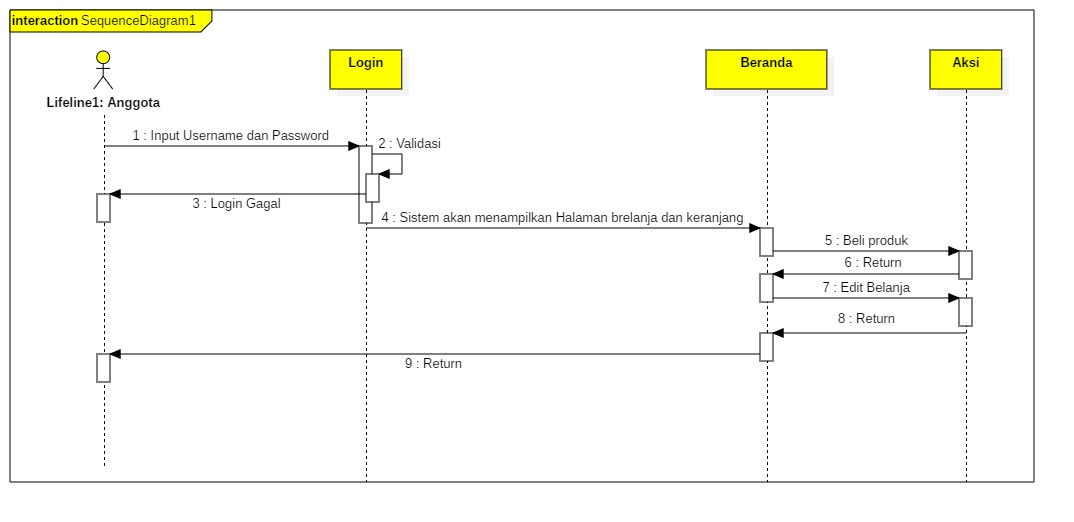 interaction SequenceDiagram1
Login
Beranda
Aksi
Lifeline1: Anggota
1 : Input Username dan Password
2 : Validasi
3 : Login Gagal
4 : Sistem akan menampilkan Halaman brelanja dan keranjang
5 : Beli produk
6 : Return
7 : Edit Belanja
8 : Return
9 : Return